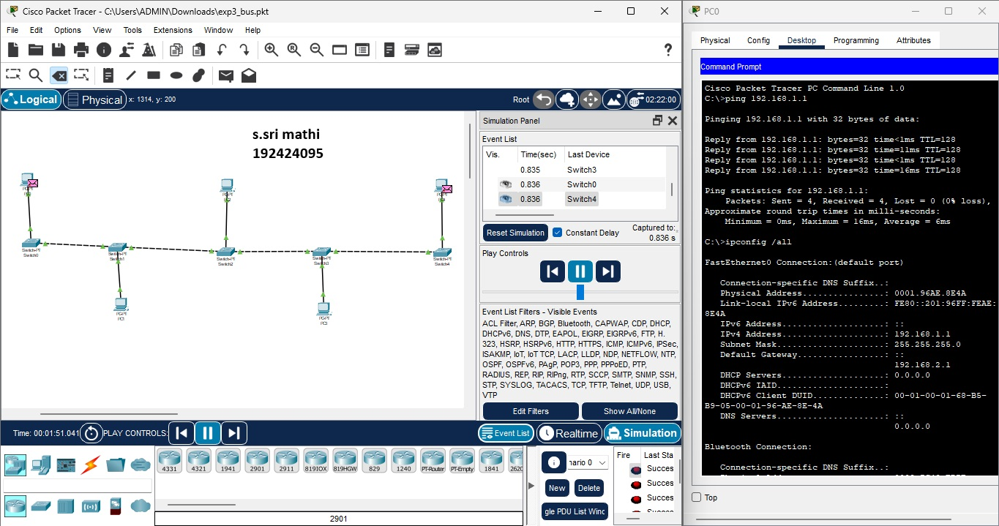 Cisco Packet Tracer - C:\Users\ADMIN\Downloads\exp3_bus.pkt
File Edit Options View Tools Extensions Window Help
Logical Physical x: 1314, y: 200
Root 02:22:00
s.sri mathi
192424095
Switch-PT
Switch0
Switch-PT
Switch1
Switch-PT
Switch2
Switch-PT
Switch3
Switch-PT
Switch4
PC-PT
PC1
PC-PT
PC3
Simulation Panel
Event List
Vis. Time(sec) Last Device
0.835 Switch3
0.836 Switch0
0.836 Switch4
Reset Simulation Constant Delay Captured to:
0.836 s
Play Controls
Event List Filters - Visible Events
ACL Filter, ARP, BGP, Bluetooth, CAPWAP, CDP, DHCP,
DHCPv6, DNS, DTP, EAPOL, EIGRP, EIGRPv6, FTP, H.
323, HSRP, HSRPv6, HTTP, HTTPS, ICMP, ICMPv6, IPSec,
ISAKMP, IoT, IoT TCP, LACP, LLDP, NDP, NETFLOW, NTP,
OSPF, OSPFv6, PAgP, POP3, PPP, PPPoED, PTP,
RADIUS, REP, RIP, RIPng, RTP, SCCP, SMTP, SNMP, SSH,
STP, SYSLOG, TACACS, TCP, TFTP, Telnet, UDP, USB,
VTP
Edit Filters Show All/None
Time: 00:01:51.041 PLAY CONTROLS:
Event List Realtime Simulation
4331 4321 1941 2901 2911 819IOX 819HGW 829 1240 PT-Router PT-Empty 1841 2620
2901
nario 0
New Delete
gle PDU List Wind
Fire Last Sta
Succes
Succes
Succes
Succes
PC0
Physical Config Desktop Programming Attributes
Command Prompt
Cisco Packet Tracer PC Command Line 1.0
C:\>ping 192.168.1.1
Pinging 192.168.1.1 with 32 bytes of data:
Reply from 192.168.1.1: bytes=32 time<1ms TTL=128
Reply from 192.168.1.1: bytes=32 time=11ms TTL=128
Reply from 192.168.1.1: bytes=32 time<1ms TTL=128
Reply from 192.168.1.1: bytes=32 time=16ms TTL=128
Ping statistics for 192.168.1.1:
Packets: Sent = 4, Received = 4, Lost = 0 (0% loss),
Approximate round trip times in milli-seconds:
Minimum = 0ms, Maximum = 16ms, Average = 6ms
C:\>ipconfig /all
FastEthernet0 Connection:(default port)
Connection-specific DNS Suffix..:
Physical Address................: 0001.96AE.8E4A
Link-local IPv6 Address.........: FE80::201:96FF:FEAE:
8E4A
IPv6 Address....................: ::
IPv4 Address....................: 192.168.1.1
Subnet Mask.....................: 255.255.255.0
Default Gateway.................: ::
192.168.2.1
DHCP Servers....................: 0.0.0.0
DHCPv6 IAID.....................:
DHCPv6 Client DUID..............: 00-01-00-01-68-B5-
B9-05-00-01-96-AE-8E-4A
DNS Servers.....................: ::
0.0.0.0
Bluetooth Connection:
Connection-specific DNS Suffix..:
Top